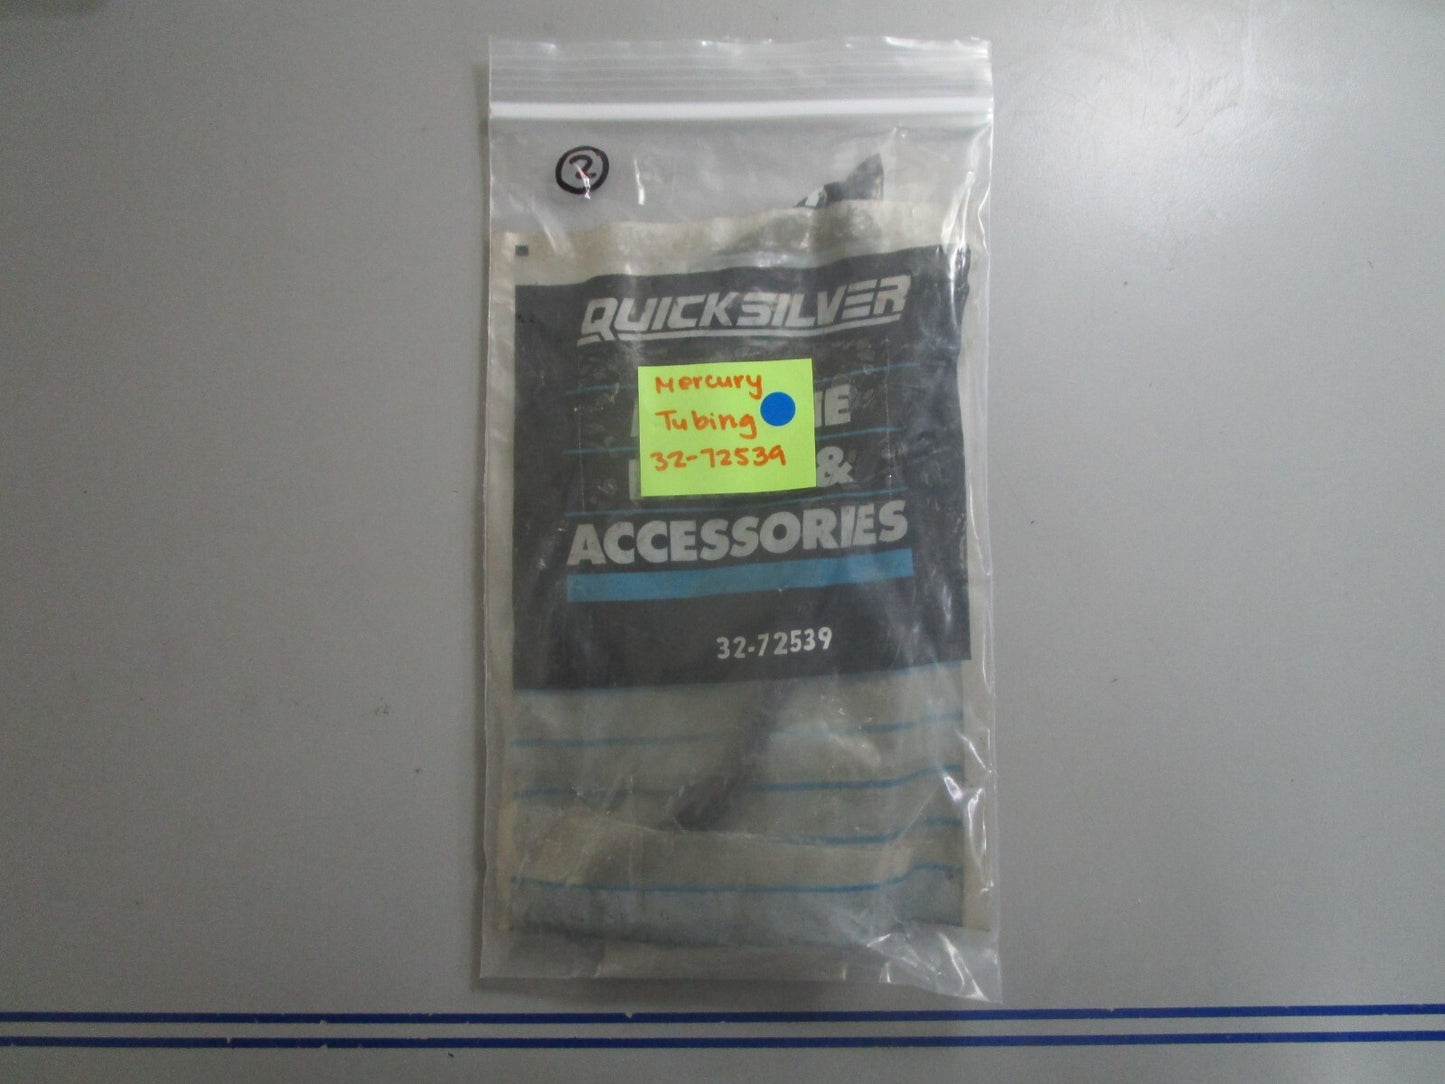 2
QUICKSILVER
Mercury
Tubing
32-72539
&
ACCESSORIES
32-72539